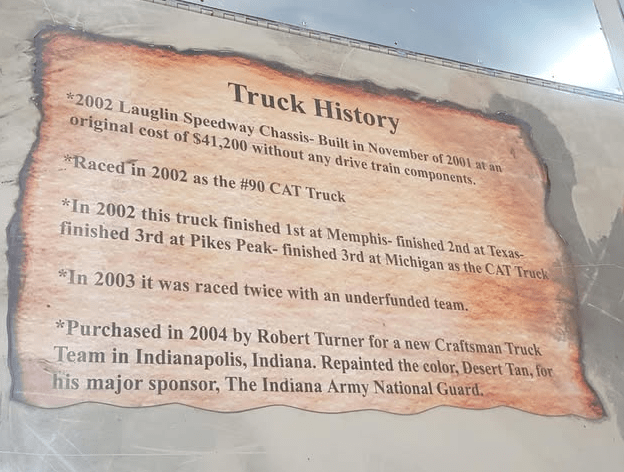 Truck History
*2002 Lauglin Speedway Chassis- Built in November of 2001 at an
original cost of $41,200 without any drive train components.
*Raced in 2002 as the #90 CAT Truck
*In 2002 this truck finished 1st at Memphis- finished 2nd at Texas-
finished 3rd at Pikes Peak- finished 3rd at Michigan as the CAT Truck
*In 2003 it was raced twice with an underfunded team.
*Purchased in 2004 by Robert Turner for a new Craftsman Truck
Team in Indianapolis, Indiana. Repainted the color, Desert Tan, for
his major sponsor, The Indiana Army National Guard.